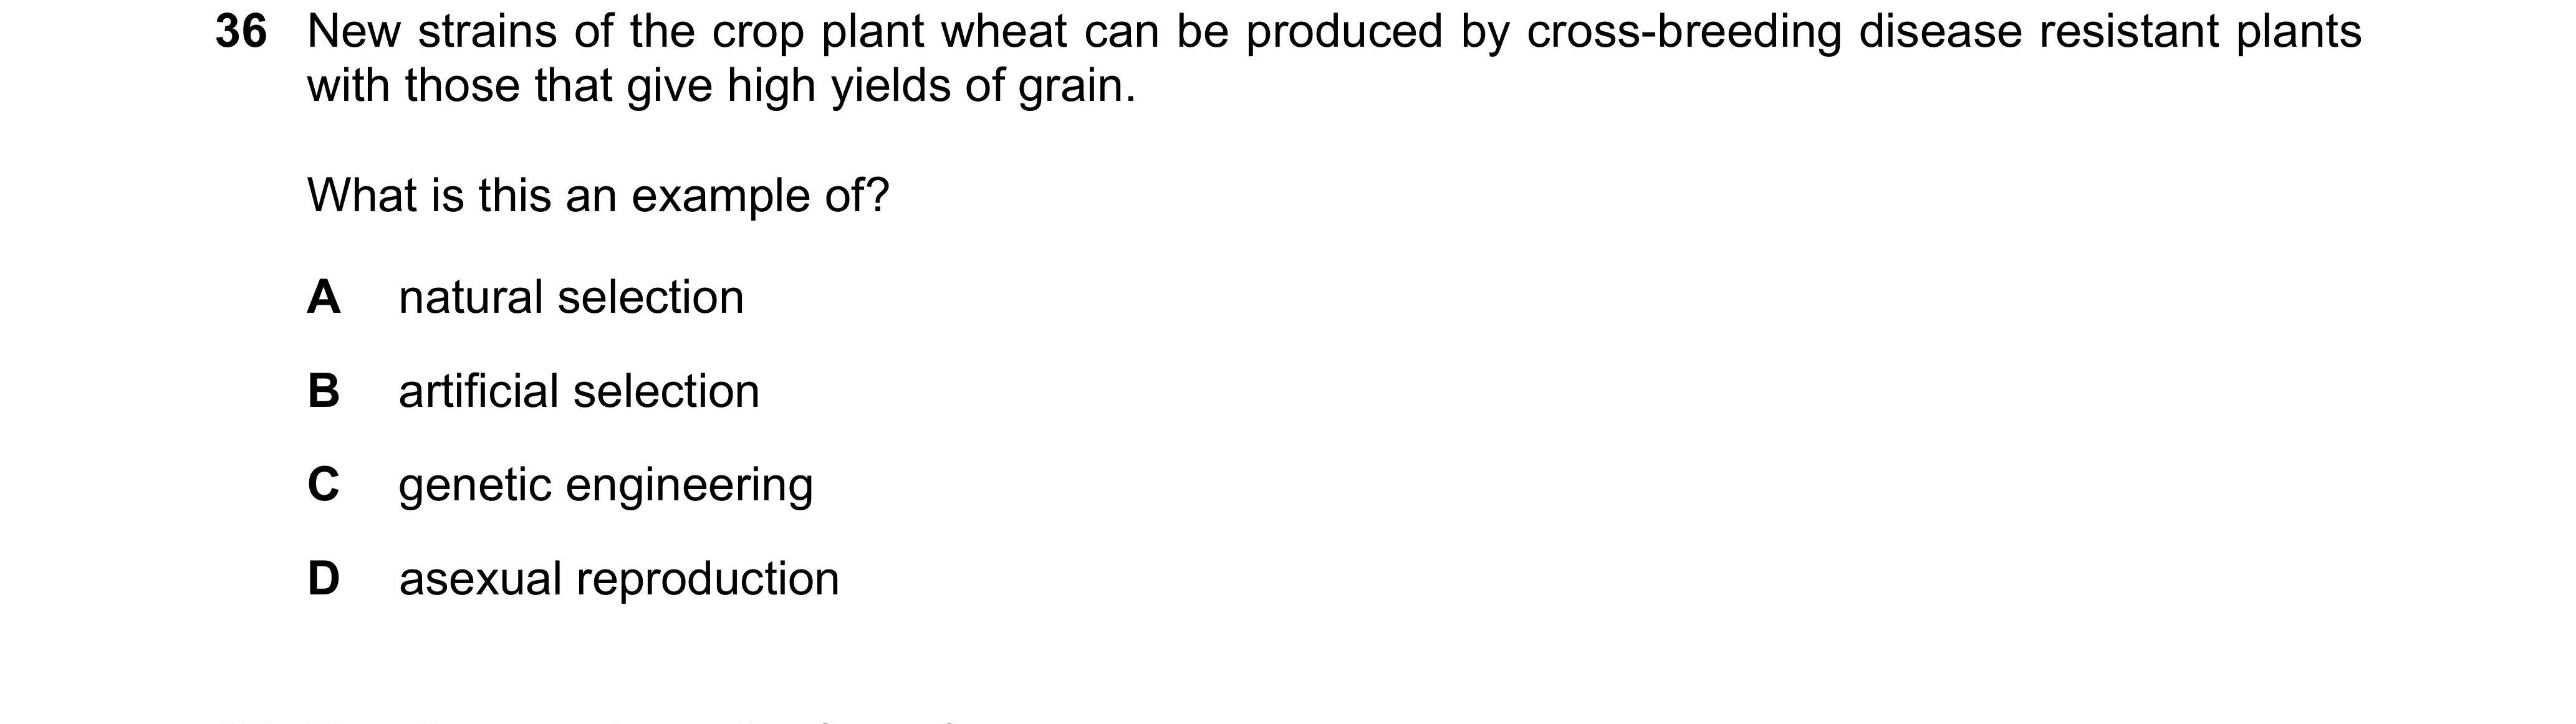 36 New strains of the crop plant wheat can be produced by cross-breeding disease resistant plants
with those that give high yields of grain.
What is this an example of?
A natural selection
B artificial selection
C genetic engineering
D asexual reproduction